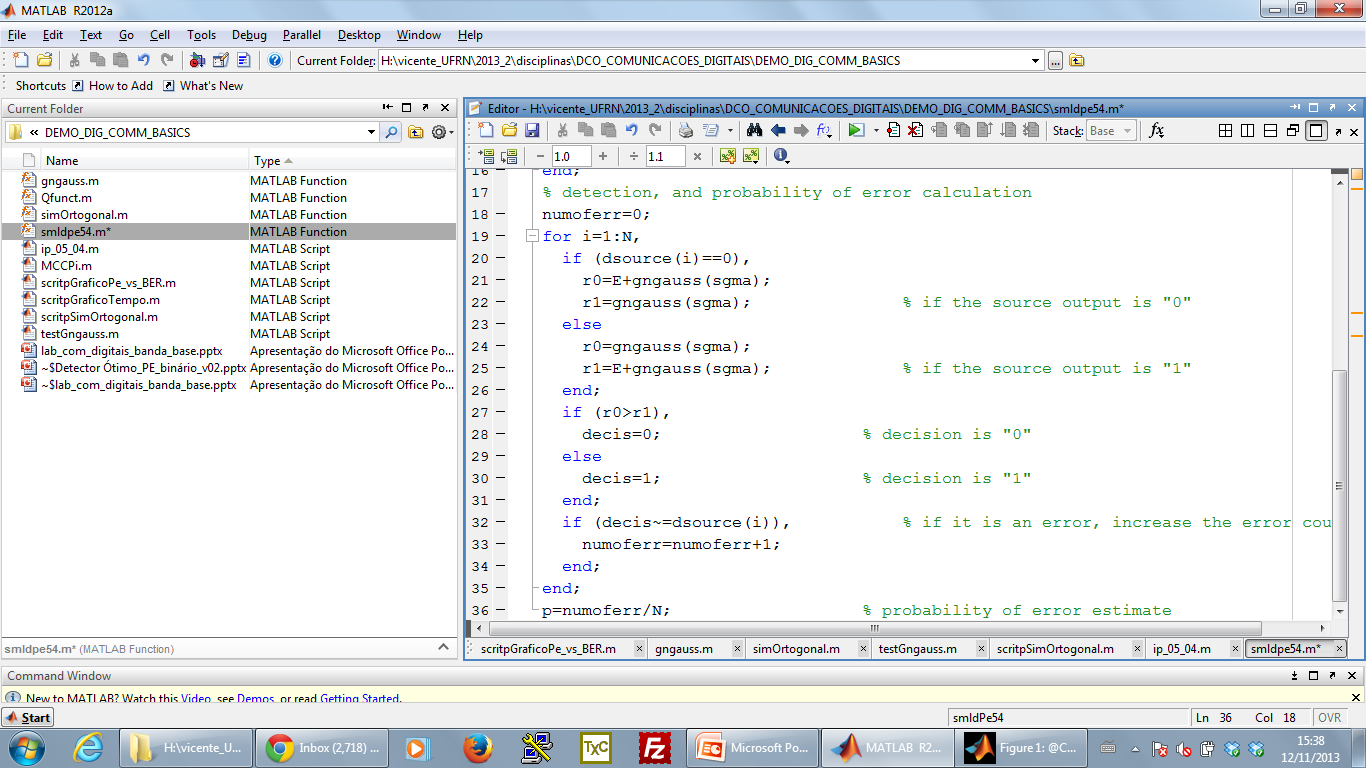 MATLAB R2012a
File Edit Text Go Cell Tools Debug Parallel Desktop Window Help
Current Folder: H:\vicente_UFRN\2013_2\disciplinas\DCO_COMUNICACOES_DIGITAIS\DEMO_DIG_COMM_BASICS
Shortcuts How to Add What's New
Current Folder
« DEMO_DIG_COMM_BASICS
Name Type
gngauss.m MATLAB Function
Qfunct.m MATLAB Function
simOrtogonal.m MATLAB Function
smldpe54.m* MATLAB Function
ip_05_04.m MATLAB Script
MCCPi.m MATLAB Script
scritpGraficoPe_vs_BER.m MATLAB Script
scritpGraficoTempo.m MATLAB Script
scritpSimOrtogonal.m MATLAB Script
testGngauss.m MATLAB Script
lab_com_digitais_banda_base.pptx Apresentação do Microsoft Office Po...
~$Detector Ótimo_PE_binário_v02.pptx Apresentação do Microsoft Office Po...
~$lab_com_digitais_banda_base.pptx Apresentação do Microsoft Office Po...
smldpe54.m* (MATLAB Function)
Editor - H:\vicente_UFRN\2013_2\disciplinas\DCO_COMUNICACOES_DIGITAIS\DEMO_DIG_COMM_BASICS\smldpe54.m*
Stack: Base fx
− 1.0 + ÷ 1.1 ×
16 − end;
17 % detection, and probability of error calculation
18 − numoferr=0;
19 − for i=1:N,
20 − if (dsource(i)==0),
21 − r0=E+gngauss(sgma);
22 − r1=gngauss(sgma); % if the source output is "0"
23 − else
24 − r0=gngauss(sgma);
25 − r1=E+gngauss(sgma); % if the source output is "1"
26 − end;
27 − if (r0>r1),
28 − decis=0; % decision is "0"
29 − else
30 − decis=1; % decision is "1"
31 − end;
32 − if (decis~=dsource(i)), % if it is an error, increase the error cou
33 − numoferr=numoferr+1;
34 − end;
35 − end;
36 − p=numoferr/N; % probability of error estimate
scritpGraficoPe_vs_BER.m × gngauss.m × simOrtogonal.m × testGngauss.m × scritpSimOrtogonal.m × ip_05_04.m × smldpe54.m* ×
Command Window
New to MATLAB? Watch this Video, see Demos, or read Getting Started.
Start smldPe54 Ln 36 Col 18 OVR
H:\vicente_U... Inbox (2,718) ... TxC Fz Microsoft Po... MATLAB R2... Figure 1: @C... 15:38
12/11/2013